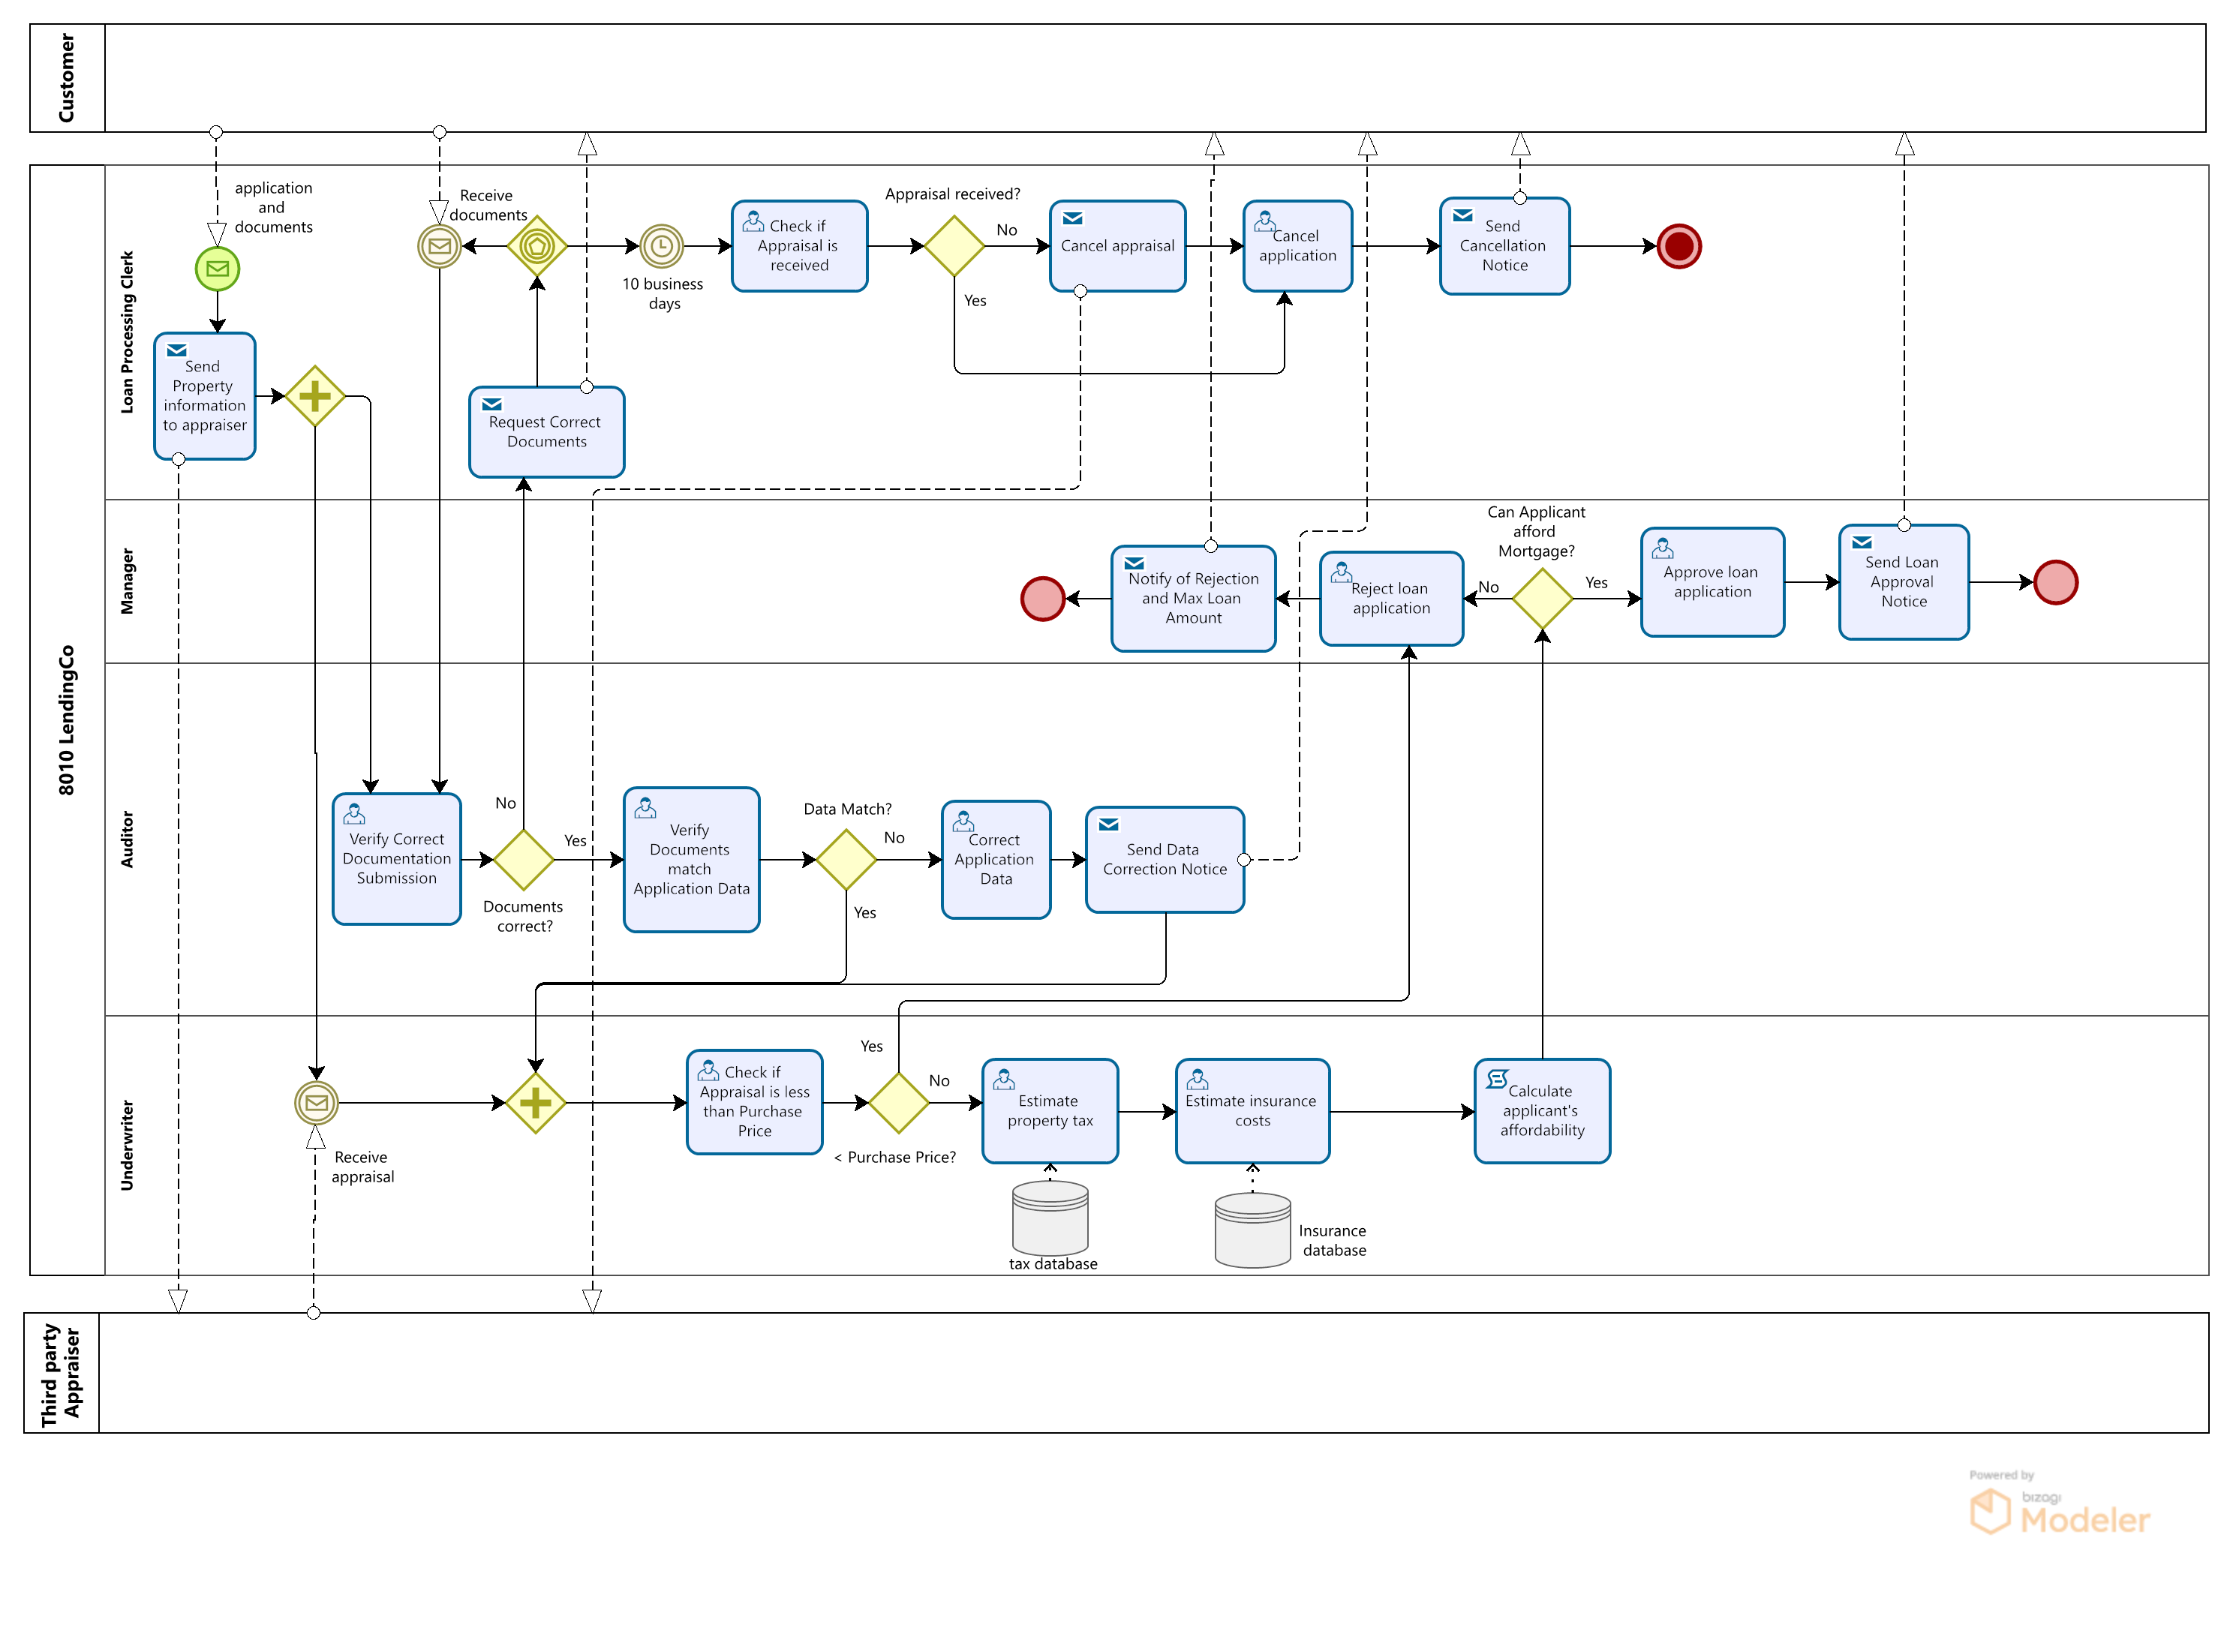 Customer
8010 LendingCo
Loan Processing Clerk
application
and
documents
Receive
documents
10 business
days
Check if
Appraisal is
received
Appraisal received?
No
Yes
Cancel appraisal
Cancel
application
Send
Cancellation
Notice
Send
Property
information
to appraiser
Request Correct
Documents
Manager
Notify of Rejection
and Max Loan
Amount
Reject loan
application
No
Can Applicant
afford
Mortgage?
Yes
Approve loan
application
Send Loan
Approval
Notice
Auditor
Verify Correct
Documentation
Submission
No
Yes
Documents
correct?
Verify
Documents
match
Application Data
Data Match?
No
Yes
Correct
Application
Data
Send Data
Correction Notice
Underwriter
Receive
appraisal
Check if
Appraisal is less
than Purchase
Price
Yes
No
< Purchase Price?
Estimate
property tax
tax database
Estimate insurance
costs
Insurance
database
Calculate
applicant's
affordability
Third party
Appraiser
Powered by
bizagi
Modeler